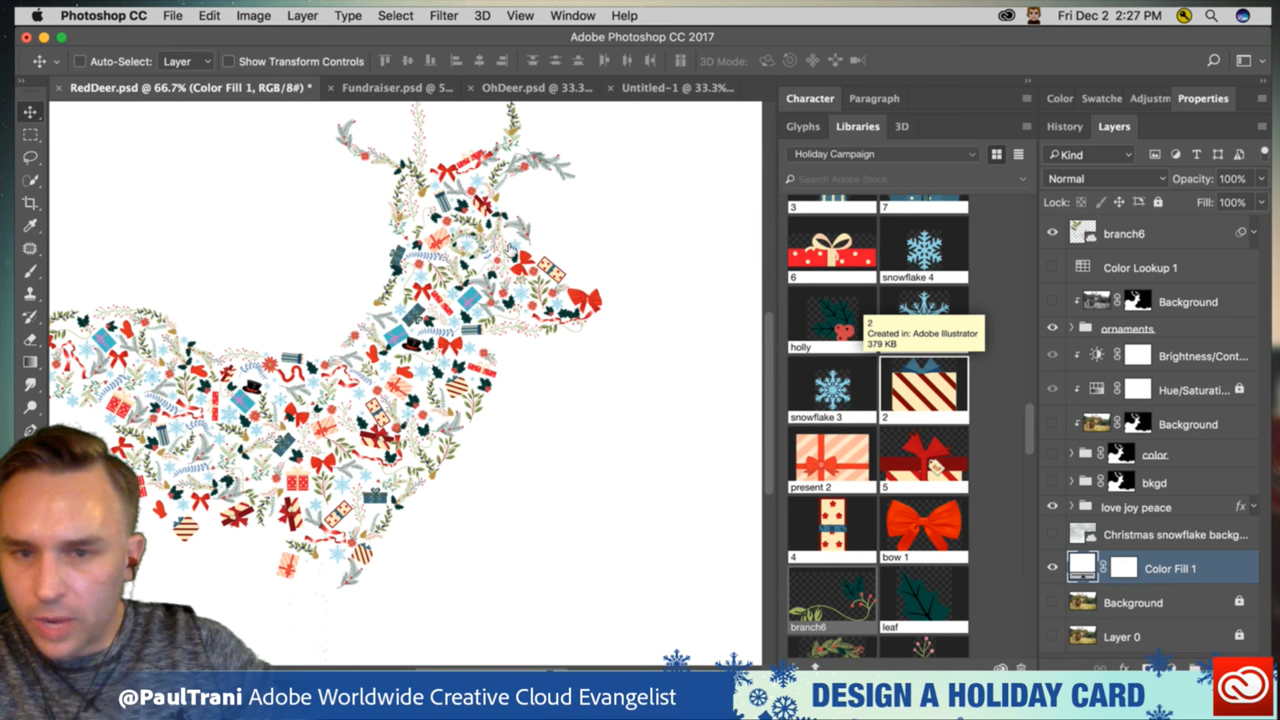 Photoshop CC File Edit Image Layer Type Select Filter 3D View Window Help Fri Dec 2 2:27 PM
Adobe Photoshop CC 2017
Auto-Select: Layer Show Transform Controls 3D Mode:
RedDeer.psd @ 66.7% (Color Fill 1, RGB/8#) * Fundraiser.psd @ 5... OhDeer.psd @ 33.3... Untitled-1 @ 33.3%...
Character Paragraph
Glyphs Libraries 3D
Holiday Campaign
Search Adobe Stock
3 7
6 snowflake 4
holly
2
Created in: Adobe Illustrator
379 KB
snowflake 3 2
present 2 5
4 bow 1
branch6 leaf
Color Swatche Adjustm Properties
History Layers
Kind
Normal Opacity: 100%
Lock: Fill: 100%
branch6
Color Lookup 1
Background
ornaments
Brightness/Cont...
Hue/Saturati...
Background
color
bkgd
love joy peace fx
Christmas snowflake backg...
Color Fill 1
Background
Layer 0
@PaulTrani Adobe Worldwide Creative Cloud Evangelist
DESIGN A HOLIDAY CARD